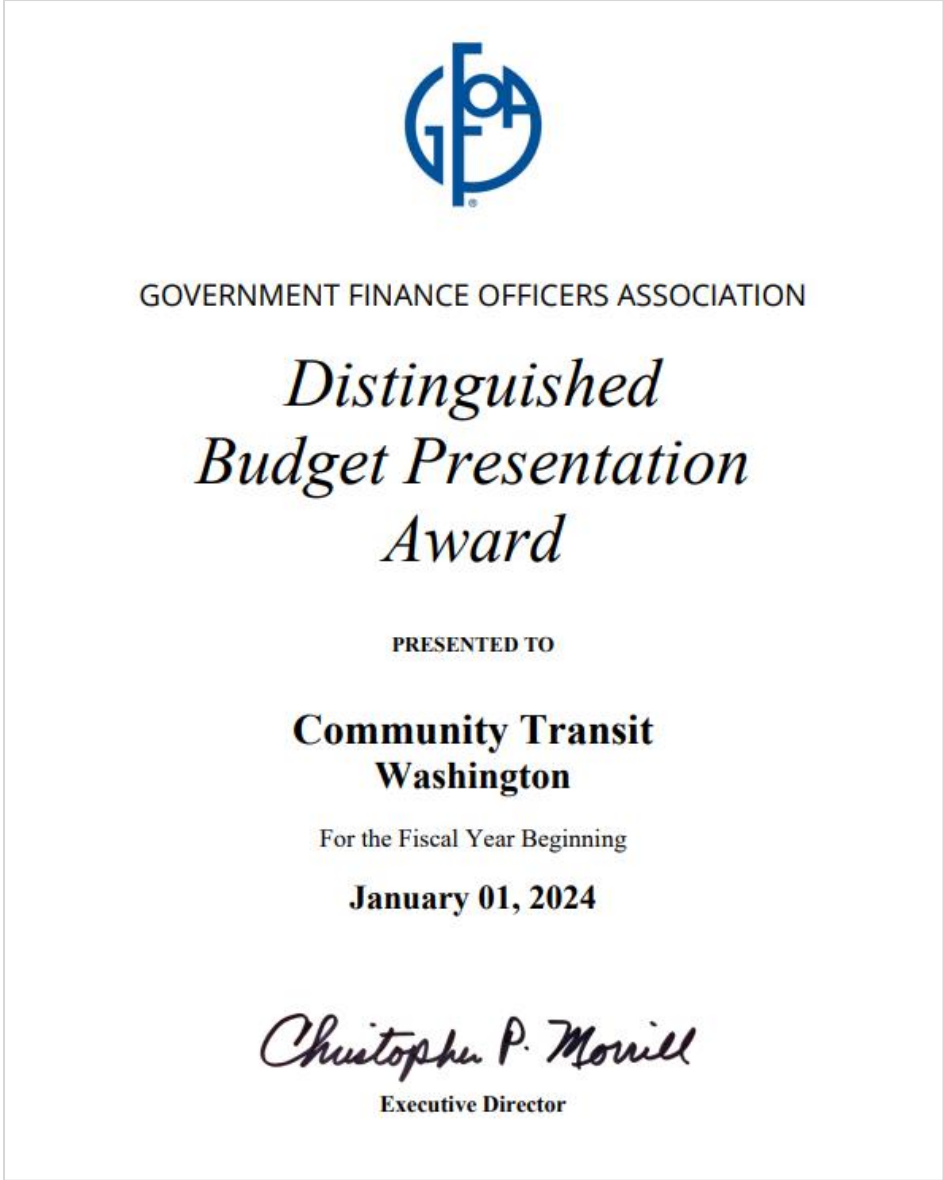 GFOA
®
GOVERNMENT FINANCE OFFICERS ASSOCIATION
Distinguished
Budget Presentation
Award
PRESENTED TO
Community Transit
Washington
For the Fiscal Year Beginning
January 01, 2024
Christopher P. Morrill
Executive Director